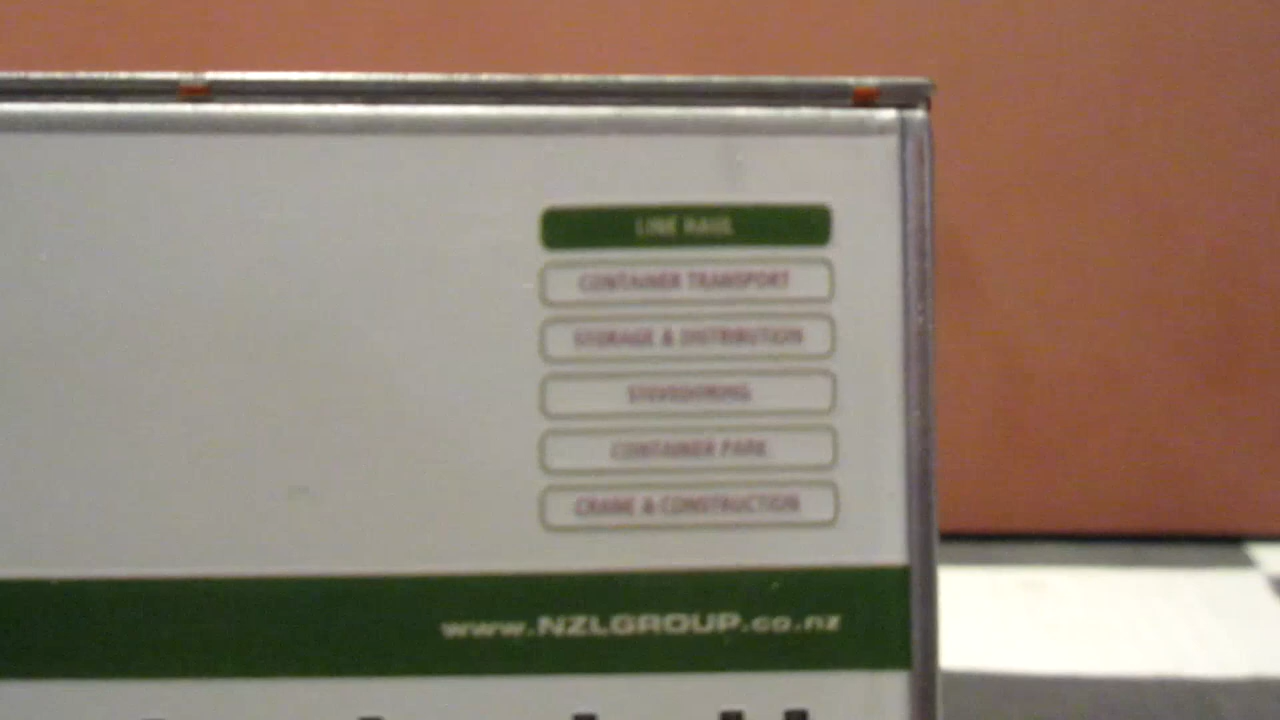 LINE HAUL
CONTAINER TRANSPORT
STORAGE & DISTRIBUTION
STEVEDORING
CONTAINER PARK
CRANE & CONSTRUCTION
www.NZLGROUP.co.nz